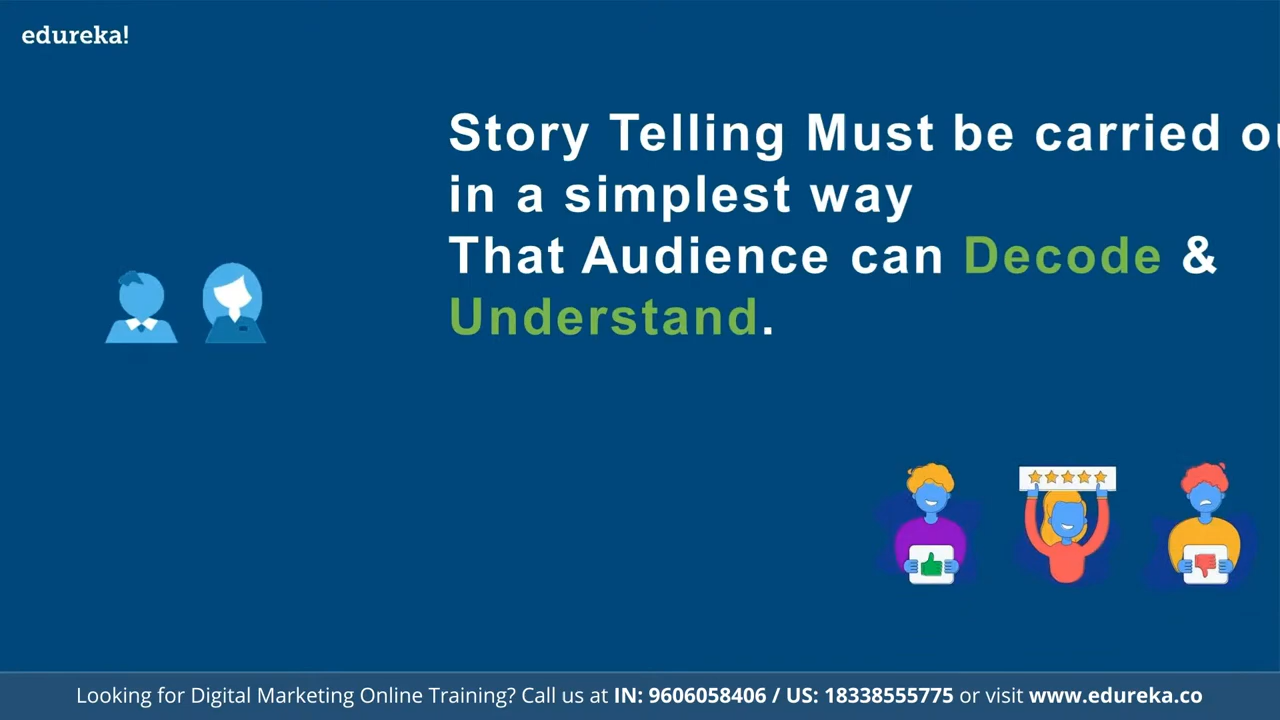 edureka!
Story Telling Must be carried
in a simplest way
That Audience can Decode &
Understand.
Looking for Digital Marketing Online Training? Call us at IN: 9606058406 / US: 18338555775 or visit www.edureka.co